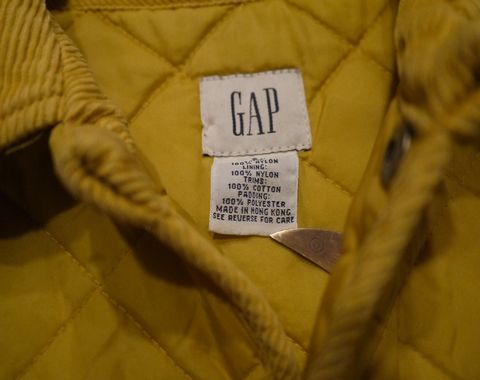 GAP
100% NYLON
LINING:
100% NYLON
TRIMS:
100% COTTON
PADDING:
100% POLYESTER
MADE IN HONG KONG
SEE REVERSE FOR CARE